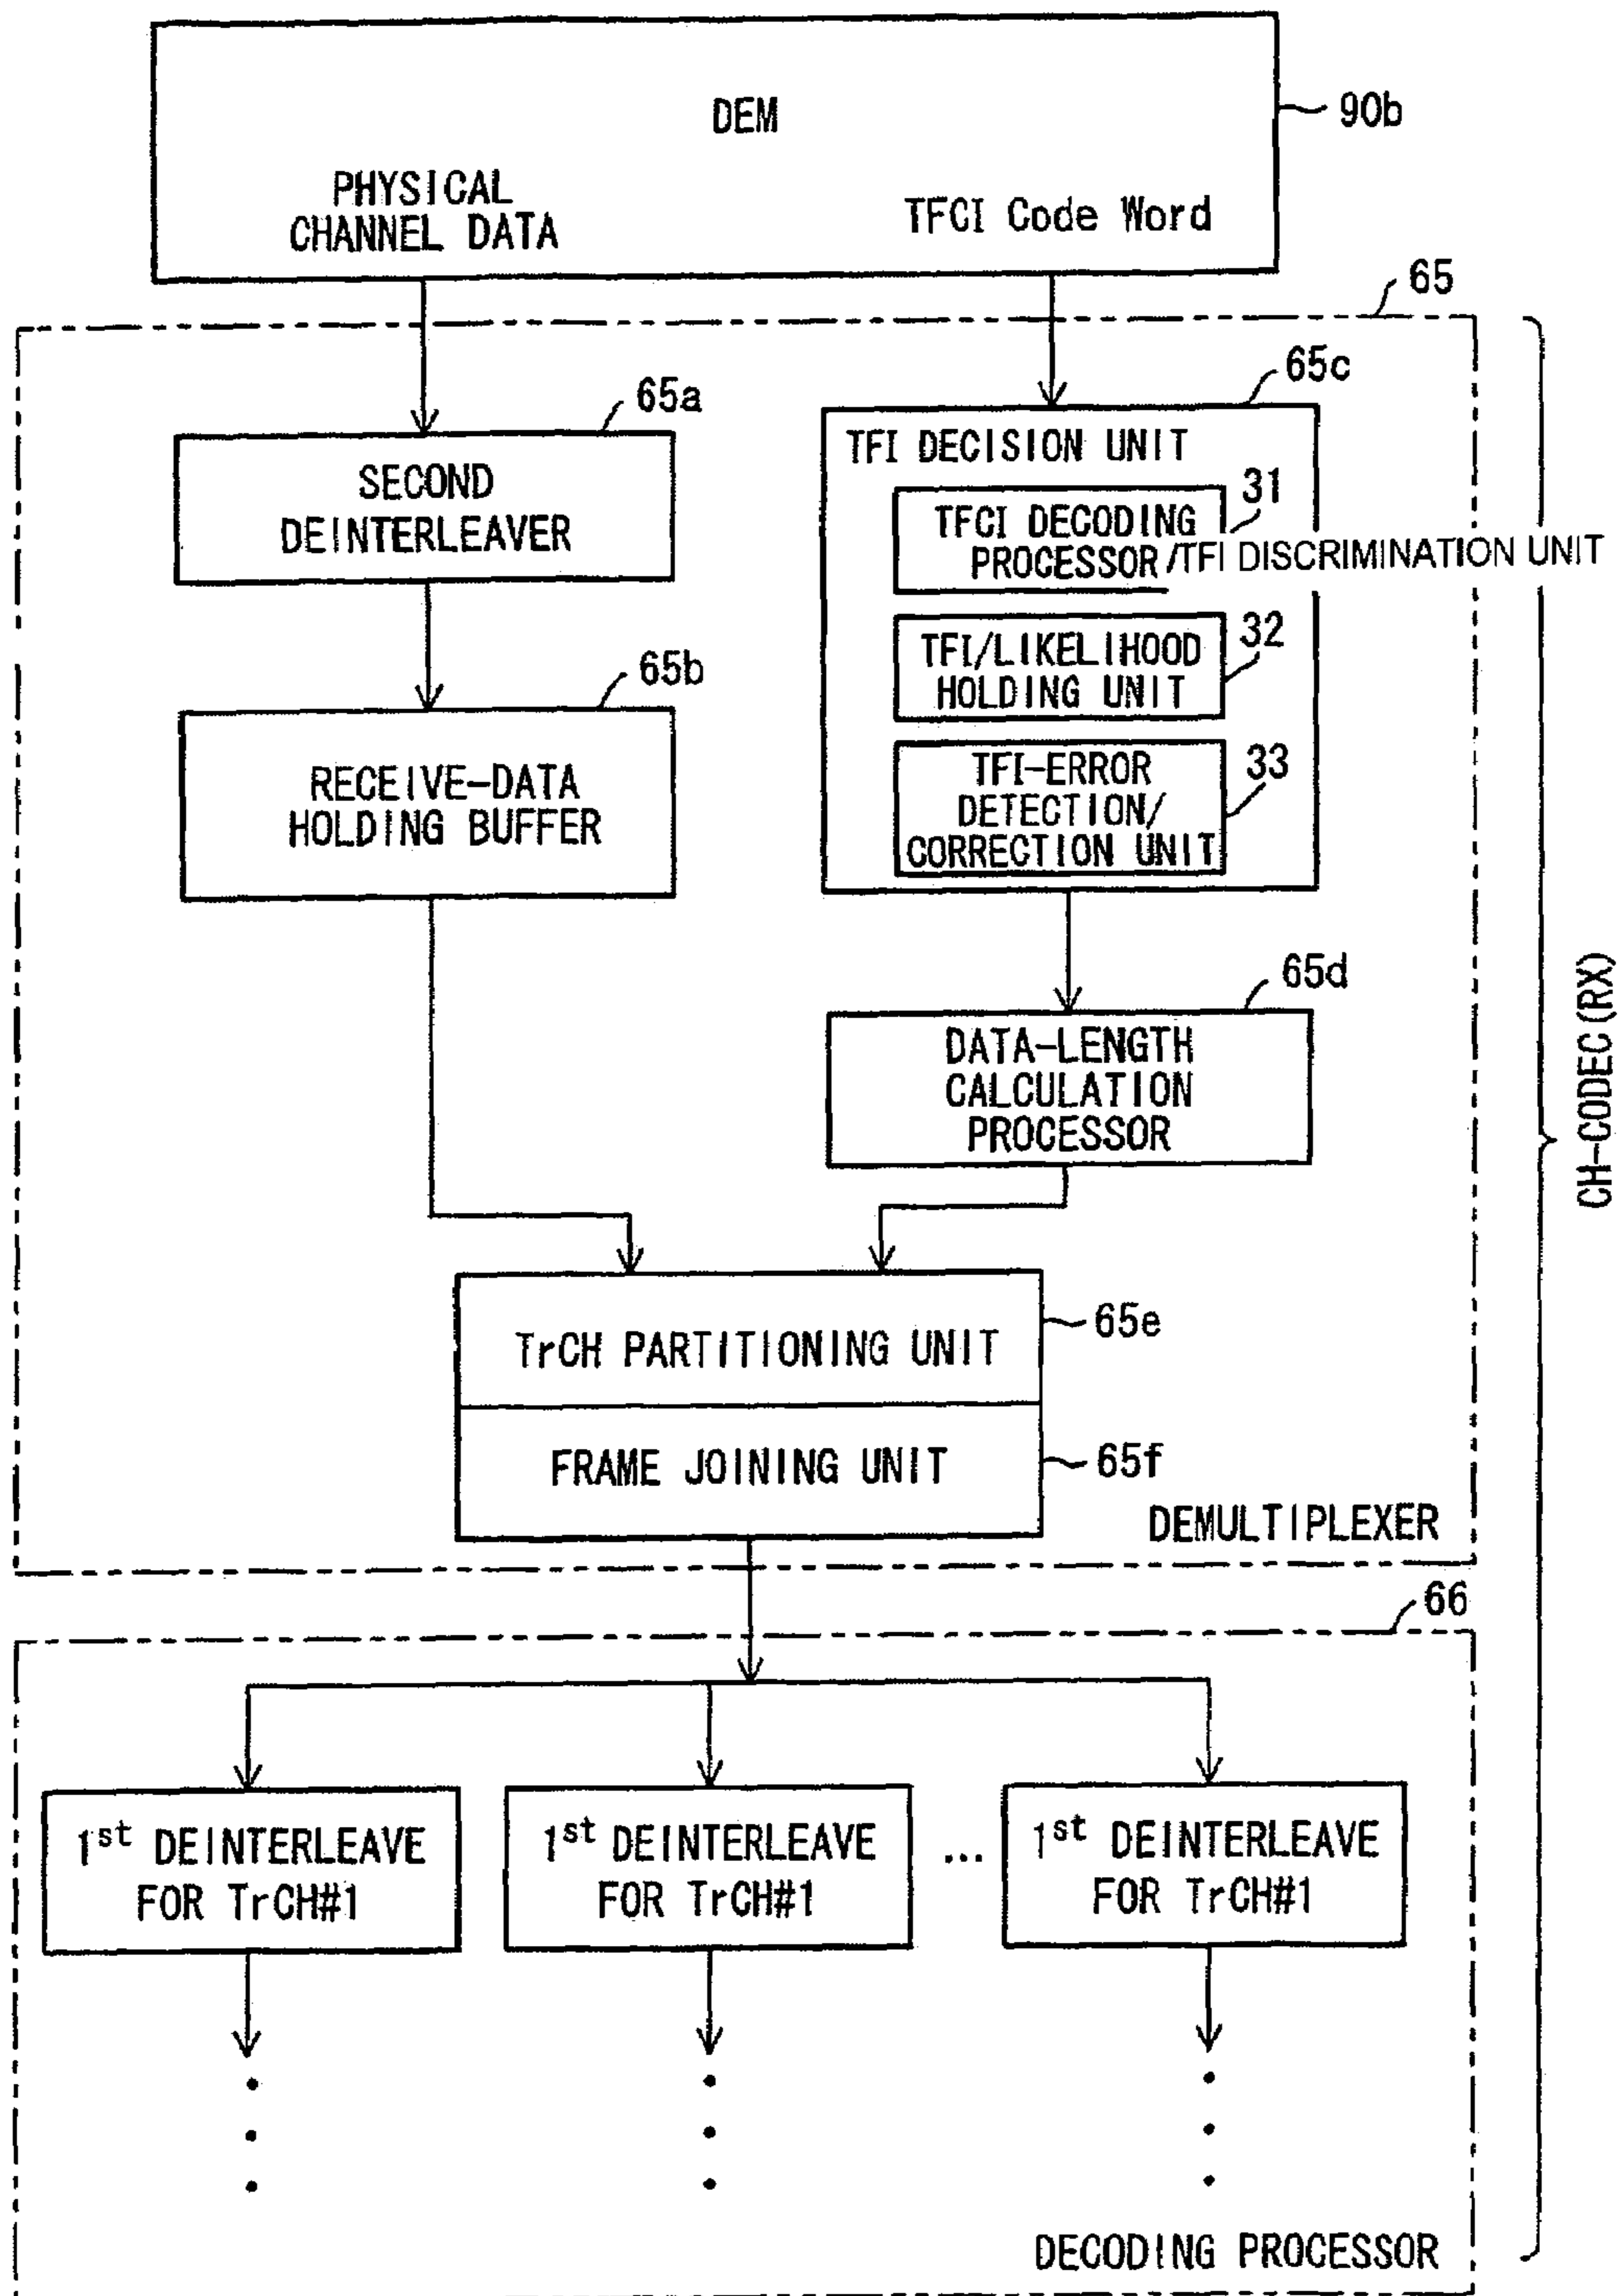 DEM
90b
PHYSICAL
CHANNEL DATA
TFCI Code Word
65
65a
SECOND
DEINTERLEAVER
65b
RECEIVE-DATA
HOLDING BUFFER
65c
TFI DECISION UNIT
31
TFCI DECODING
PROCESSOR/TFI DISCRIMINATION UNIT
32
TFI/LIKELIHOOD
HOLDING UNIT
33
TFI-ERROR
DETECTION/
CORRECTION UNIT
65d
DATA-LENGTH
CALCULATION
PROCESSOR
CH-CODEC(RX)
TrCH PARTITIONING UNIT
65e
FRAME JOINING UNIT
65f
DEMULTIPLEXER
66
1st DEINTERLEAVE
FOR TrCH#1
1st DEINTERLEAVE
FOR TrCH#1
...
1st DEINTERLEAVE
FOR TrCH#1
DECODING PROCESSOR